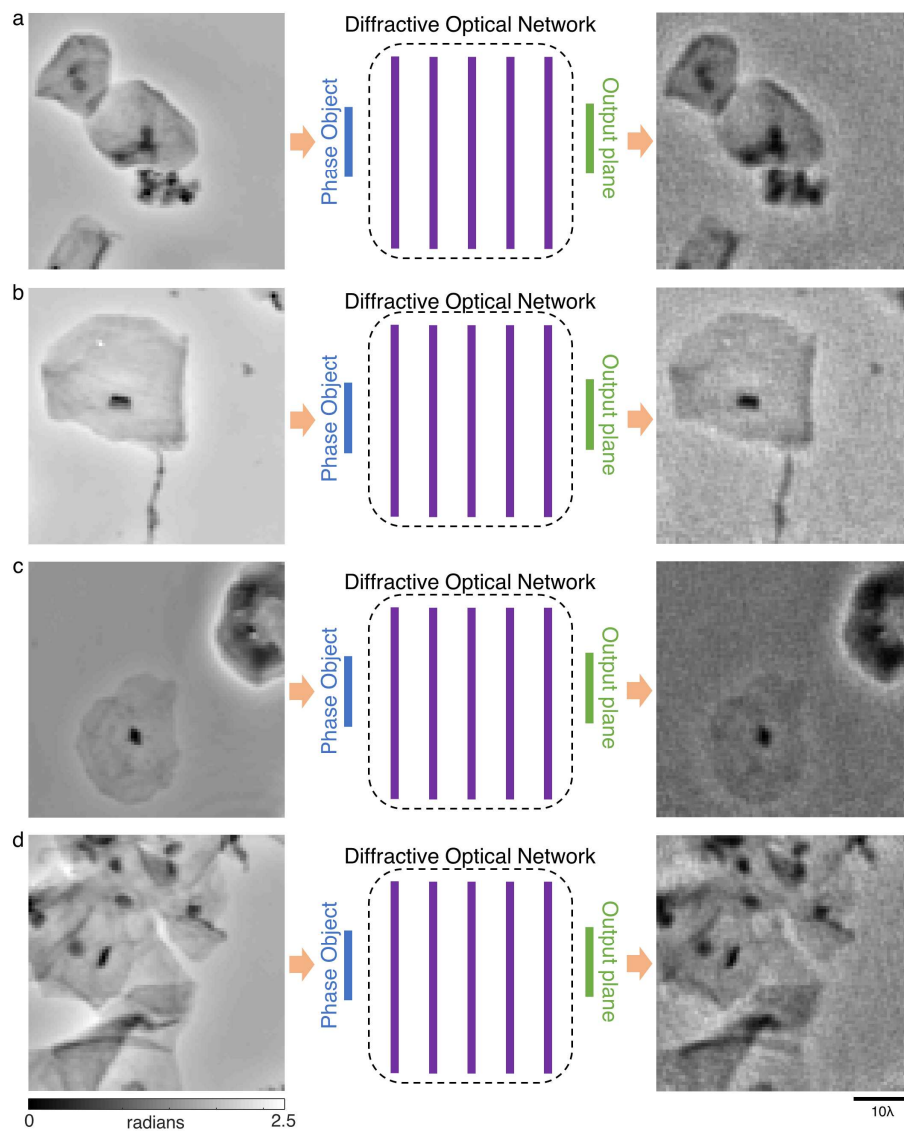 a
Diffractive Optical Network
Phase Object
Output plane
b
Diffractive Optical Network
Phase Object
Output plane
c
Diffractive Optical Network
Phase Object
Output plane
d
Diffractive Optical Network
Phase Object
Output plane
0
radians
2.5
10λ